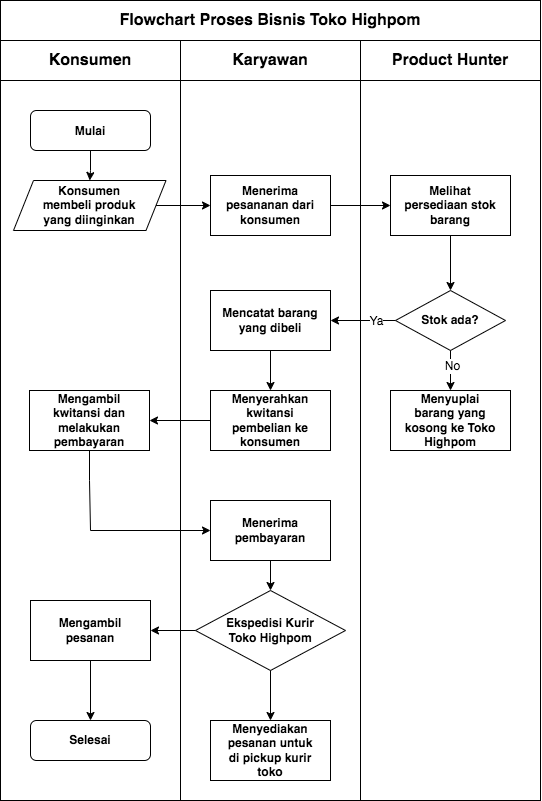 Flowchart Proses Bisnis Toko Highpom
Konsumen
Karyawan
Product Hunter
Mulai
Konsumen
membeli produk
yang diinginkan
Menerima
pesananan dari
konsumen
Melihat
persediaan stok
barang
Mencatat barang
yang dibeli
Ya
Stok ada?
No
Mengambil
kwitansi dan
melakukan
pembayaran
Menyerahkan
kwitansi
pembelian ke
konsumen
Menyuplai
barang yang
kosong ke Toko
Highpom
Menerima
pembayaran
Mengambil
pesanan
Ekspedisi Kurir
Toko Highpom
Selesai
Menyediakan
pesanan untuk
di pickup kurir
toko